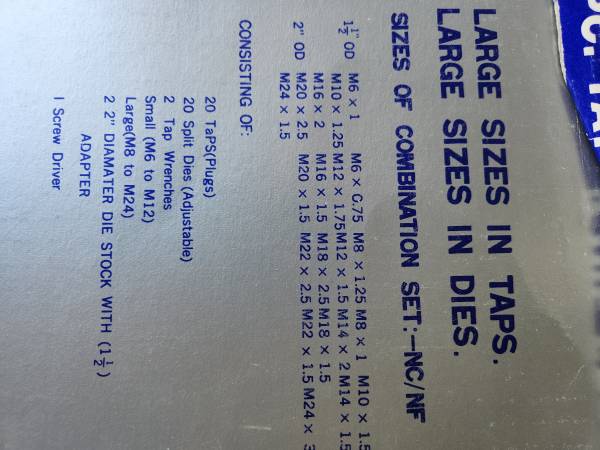 DC. TAP
LARGE SIZES IN TAPS.
LARGE SIZES IN DIES.
SIZES OF COMBINATION SET:-NC/NF
1½" OD M6 × 1 M6 × 0.75 M8 × 1.25 M8 × 1 M10 × 1.5
M10 × 1.25 M12 × 1.75 M12 × 1.5 M14 × 2 M14 × 1.5
M16 × 2 M16 × 1.5 M18 × 2.5 M18 × 1.5
2" OD M20 × 2.5 M20 × 1.5 M22 × 2.5 M22 × 1.5 M24 × 3
M24 × 1.5
CONSISTING OF:
20 TaPS(Plugs)
20 Split Dies (Adjustable)
2 Tap Wrenches
Small (M6 to M12)
Large(M8 to M24)
2 2" DIAMATER DIE STOCK WITH (1½)
ADAPTER
1 Screw Driver